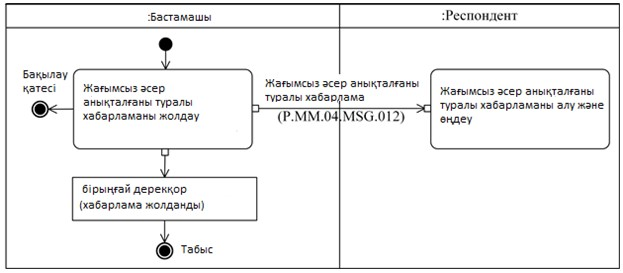 :Бастамашы
:Респондент
Бақылау
қатесі
Жағымсыз әсер
анықталғаны туралы
хабарламаны жолдау
Жағымсыз әсер анықталғаны
туралы хабарлама
(P.MM.04.MSG.012)
Жағымсыз әсер анықталғаны
туралы хабарламаны алу және
өңдеу
бірыңғай дерекқор
(хабарлама жолданды)
Табыс